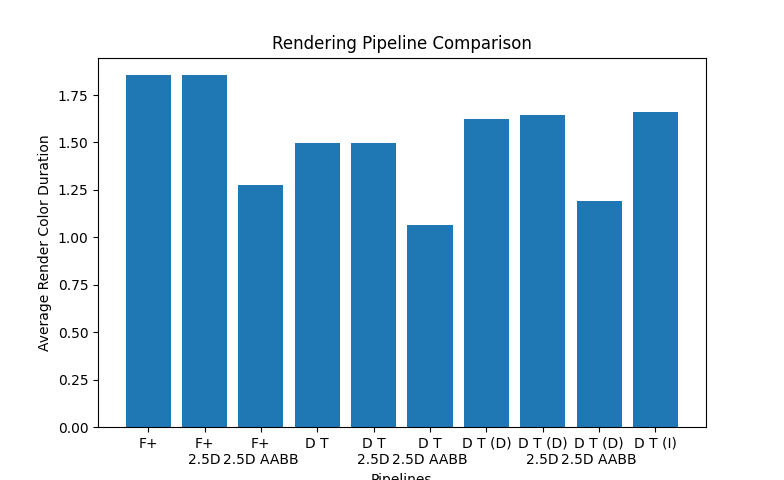 Rendering Pipeline Comparison
Average Render Color Duration
1.75
1.50
1.25
1.00
0.75
0.50
0.25
0.00
F+ F+ F+ D T D T D T D T (D) D T (D) D T (D) D T (I)
2.5D 2.5D AABB 2.5D 2.5D AABB 2.5D 2.5D AABB
Pipelines